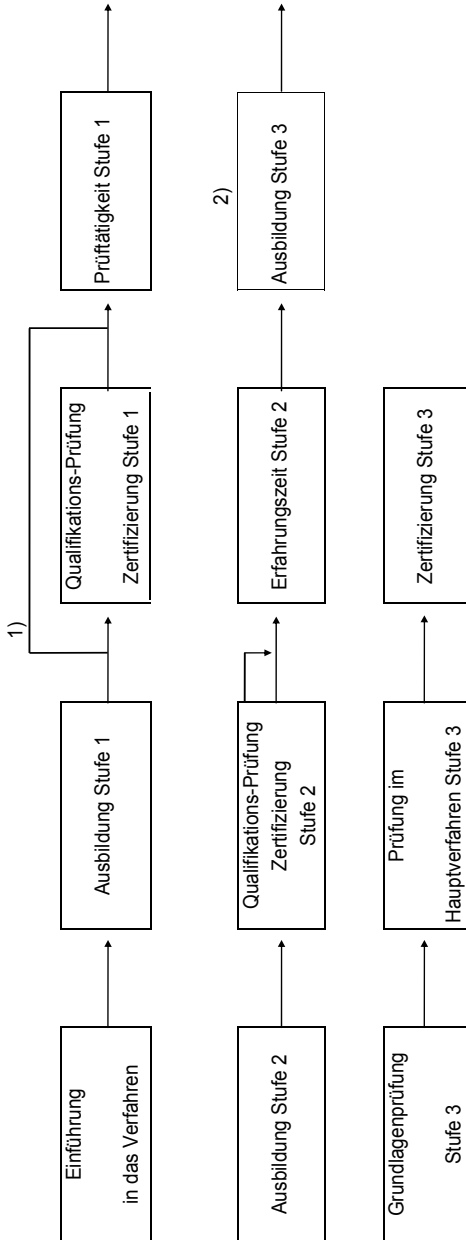 Einführung
in das Verfahren
Ausbildung Stufe 1
1)
Qualifikations-Prüfung
Zertifizierung Stufe 1
Prüftätigkeit Stufe 1
Ausbildung Stufe 2
Qualifikations-Prüfung
Zertifizierung
Stufe 2
Erfahrungszeit Stufe 2
2)
Ausbildung Stufe 3
Grundlagenprüfung
Stufe 3
Prüfung im
Hauptverfahren Stufe 3
Zertifizierung Stufe 3